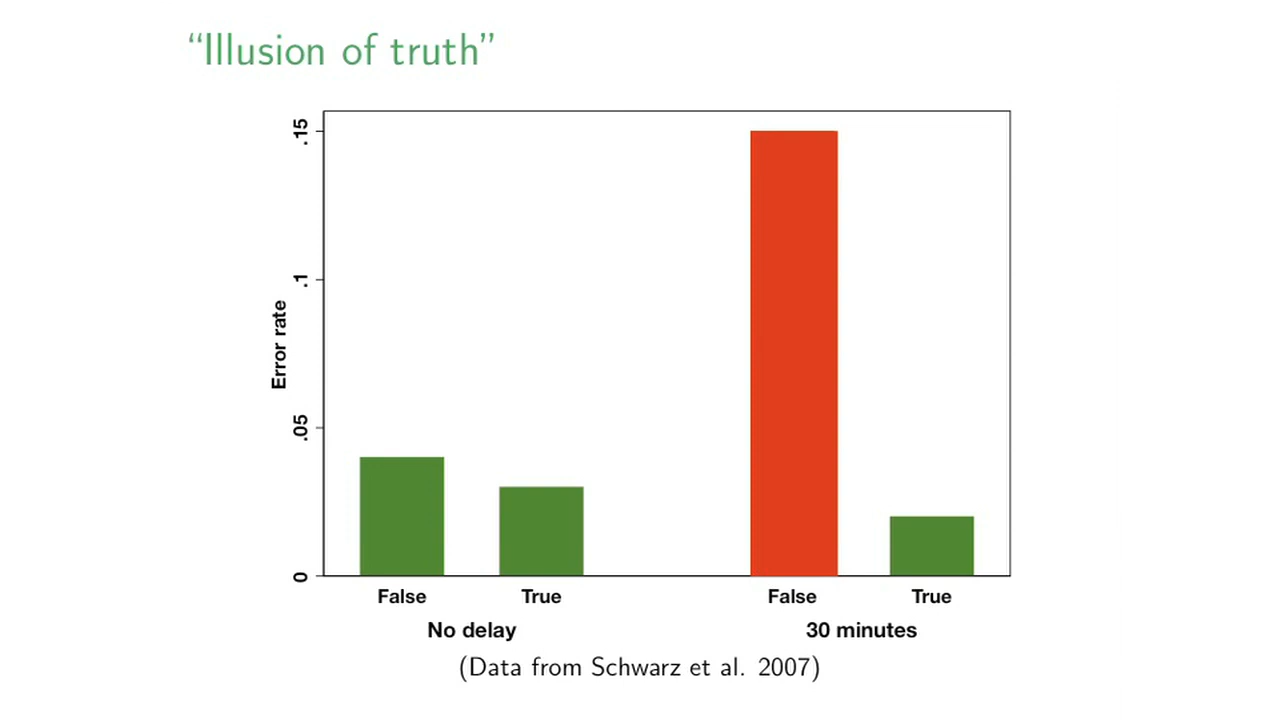 “Illusion of truth”
.15
.1
.05
0
Error rate
False True False True
No delay 30 minutes
(Data from Schwarz et al. 2007)